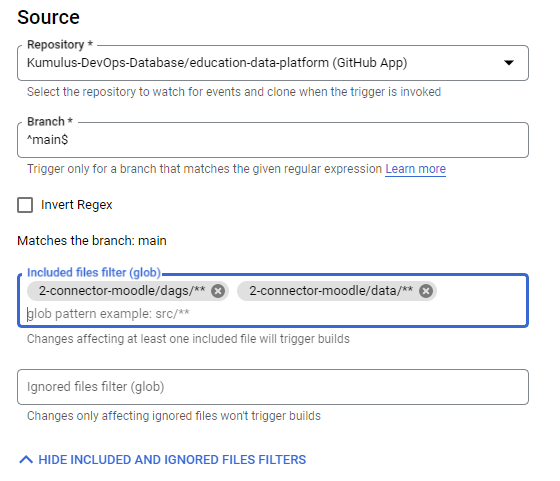 Source
Repository *
Kumulus-DevOps-Database/education-data-platform (GitHub App)
Select the repository to watch for events and clone when the trigger is invoked
Branch *
^main$
Trigger only for a branch that matches the given regular expression Learn more
Invert Regex
Matches the branch: main
Included files filter (glob)
2-connector-moodle/dags/** 2-connector-moodle/data/**
glob pattern example: src/**
Changes affecting at least one included file will trigger builds
Ignored files filter (glob)
Changes only affecting ignored files won't trigger builds
HIDE INCLUDED AND IGNORED FILES FILTERS